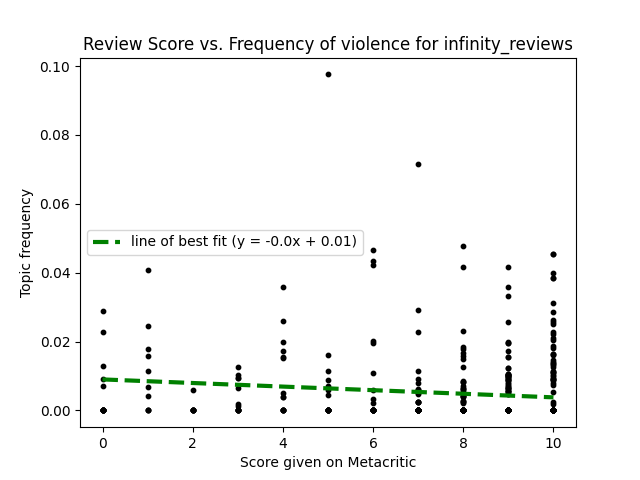 Review Score vs. Frequency of violence for infinity_reviews
0.10
0.08
0.06
0.04
0.02
0.00
Topic frequency
line of best fit (y = -0.0x + 0.01)
0 2 4 6 8 10
Score given on Metacritic